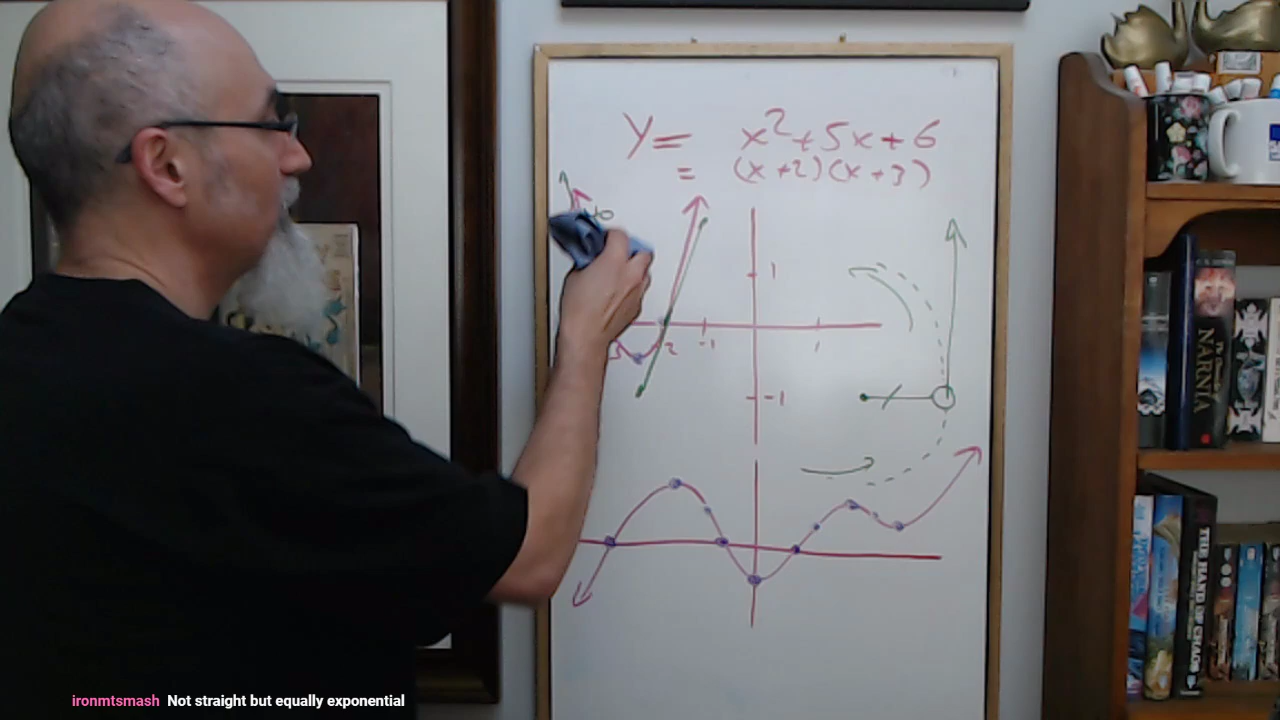 y = x²+5x+6
= (x+2)(x+3)
1
2 -1 1
-1
NARNIA
THE HAND OF CHAOS
ironmtsmash Not straight but equally exponential